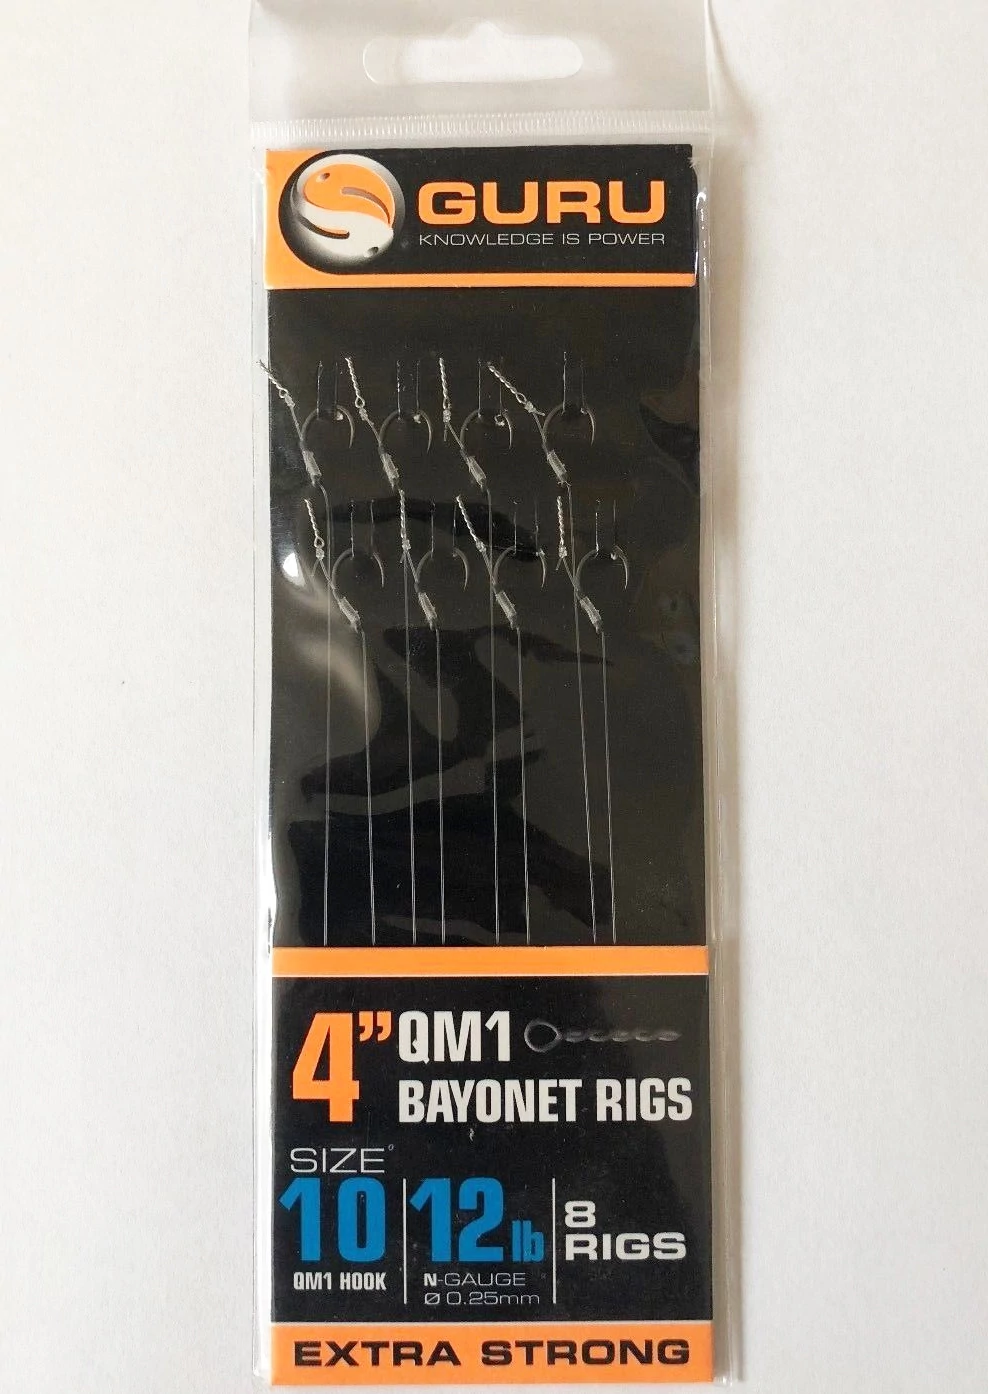 GURU
KNOWLEDGE IS POWER
4” QM1
BAYONET RIGS
SIZE
10
QM1 HOOK
12lb
N-GAUGE
Ø 0.25mm
8
RIGS
EXTRA STRONG